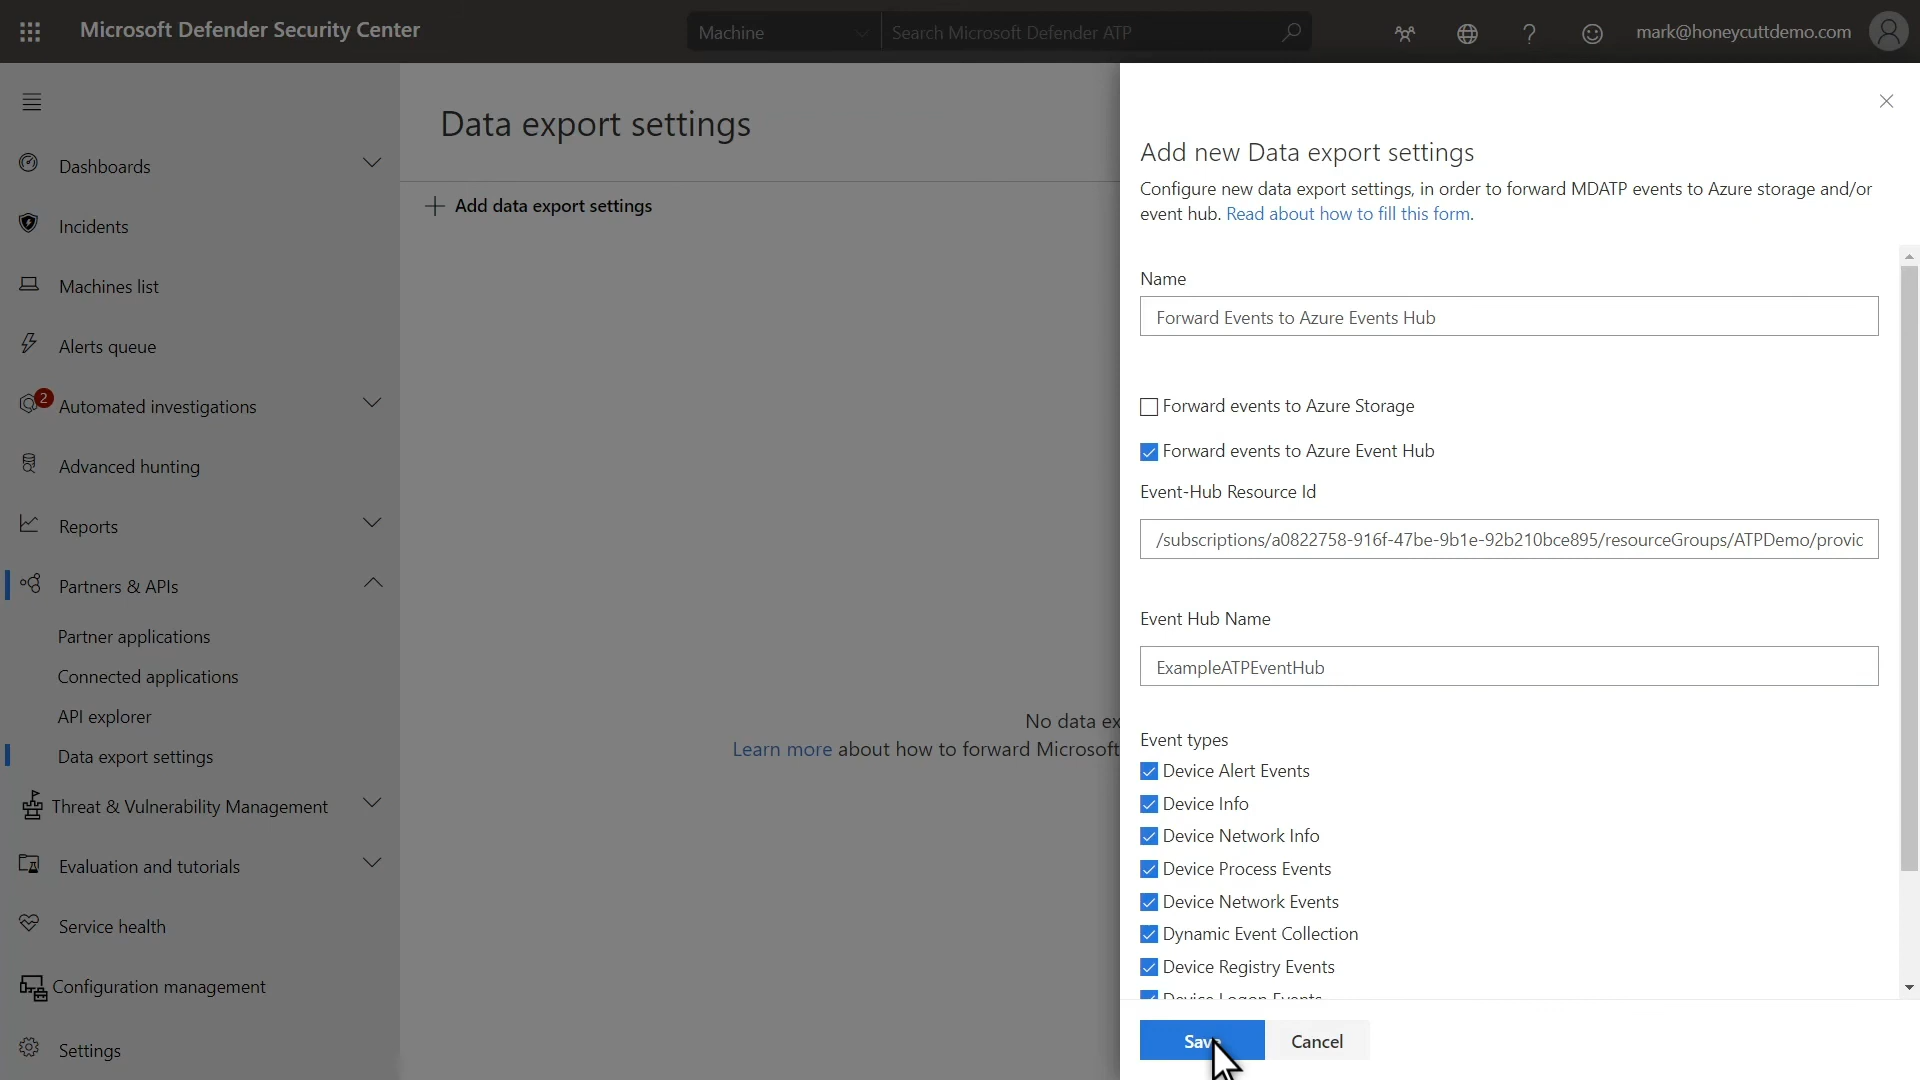 Microsoft Defender Security Center
Machine
Search Microsoft Defender ATP
mark@honeycuttdemo.com
Dashboards
Incidents
Machines list
Alerts queue
2
Automated investigations
Advanced hunting
Reports
Partners & APIs
Partner applications
Connected applications
API explorer
Data export settings
Threat & Vulnerability Management
Evaluation and tutorials
Service health
Configuration management
Settings
Data export settings
Add data export settings
No data ex
Learn more about how to forward Microsoft
Add new Data export settings
Configure new data export settings, in order to forward MDATP events to Azure storage and/or
event hub. Read about how to fill this form.
Name
Forward Events to Azure Events Hub
Forward events to Azure Storage
Forward events to Azure Event Hub
Event-Hub Resource Id
/subscriptions/a0822758-916f-47be-9b1e-92b210bce895/resourceGroups/ATPDemo/provic
Event Hub Name
ExampleATPEventHub
Event types
Device Alert Events
Device Info
Device Network Info
Device Process Events
Device Network Events
Dynamic Event Collection
Device Registry Events
Device Logon Events
Save
Cancel